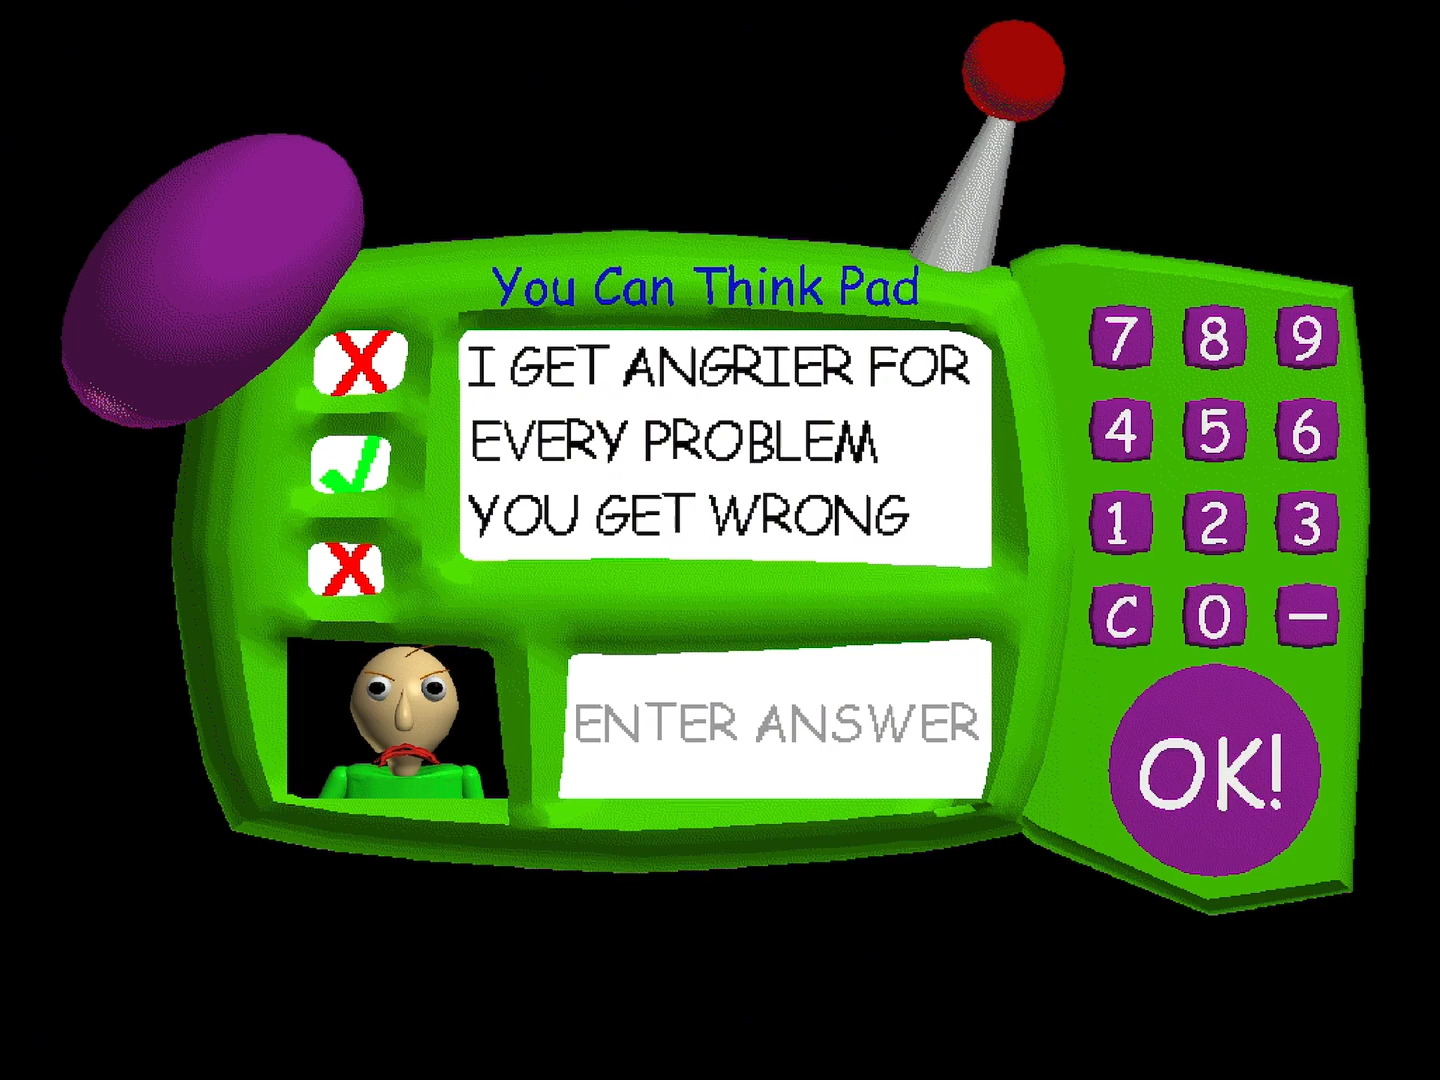 You Can Think Pad
I GET ANGRIER FOR
EVERY PROBLEM
YOU GET WRONG
ENTER ANSWER
7 8 9
4 5 6
1 2 3
C 0 —
OK!